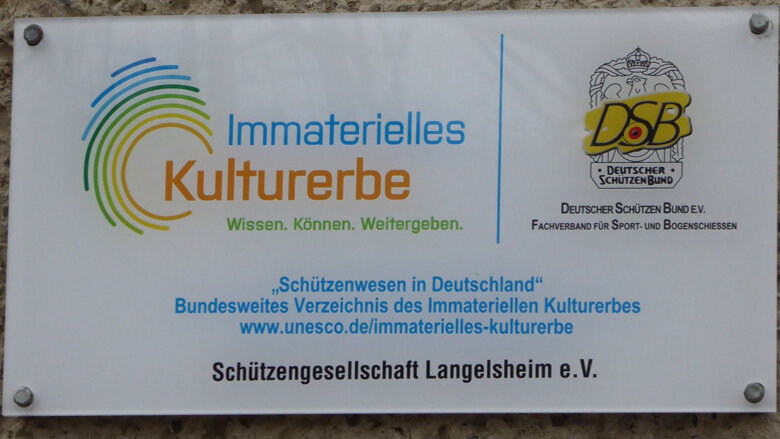 Immaterielles
Kulturerbe
Wissen. Können. Weitergeben.
DSB
DEUTSCHER
SCHÜTZENBUND
DEUTSCHER SCHÜTZEN BUND E.V.
FACHVERBAND FÜR SPORT- UND BOGENSCHIESSEN
„Schützenwesen in Deutschland“
Bundesweites Verzeichnis des Immateriellen Kulturerbes
www.unesco.de/immaterielles-kulturerbe
Schützengesellschaft Langelsheim e.V.